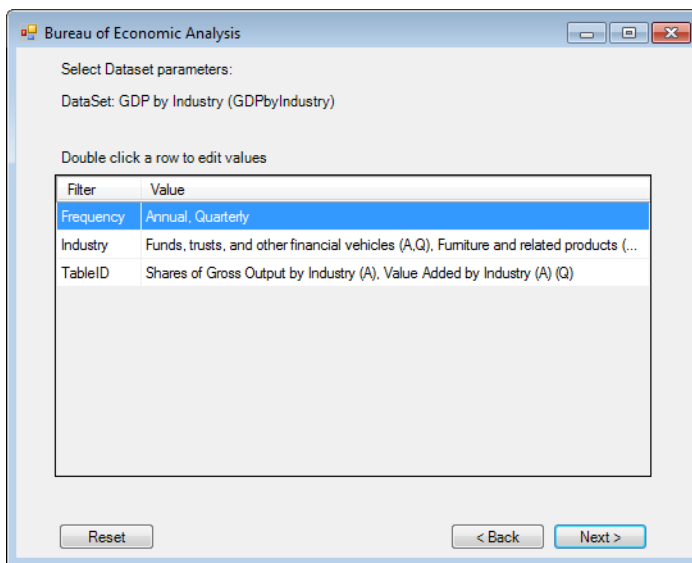 Bureau of Economic Analysis
Select Dataset parameters:
DataSet: GDP by Industry (GDPbyIndustry)
Double click a row to edit values
Filter Value
Frequency Annual, Quarterly
Industry Funds, trusts, and other financial vehicles (A,Q), Furniture and related products (...
TableID Shares of Gross Output by Industry (A), Value Added by Industry (A) (Q)
Reset < Back Next >